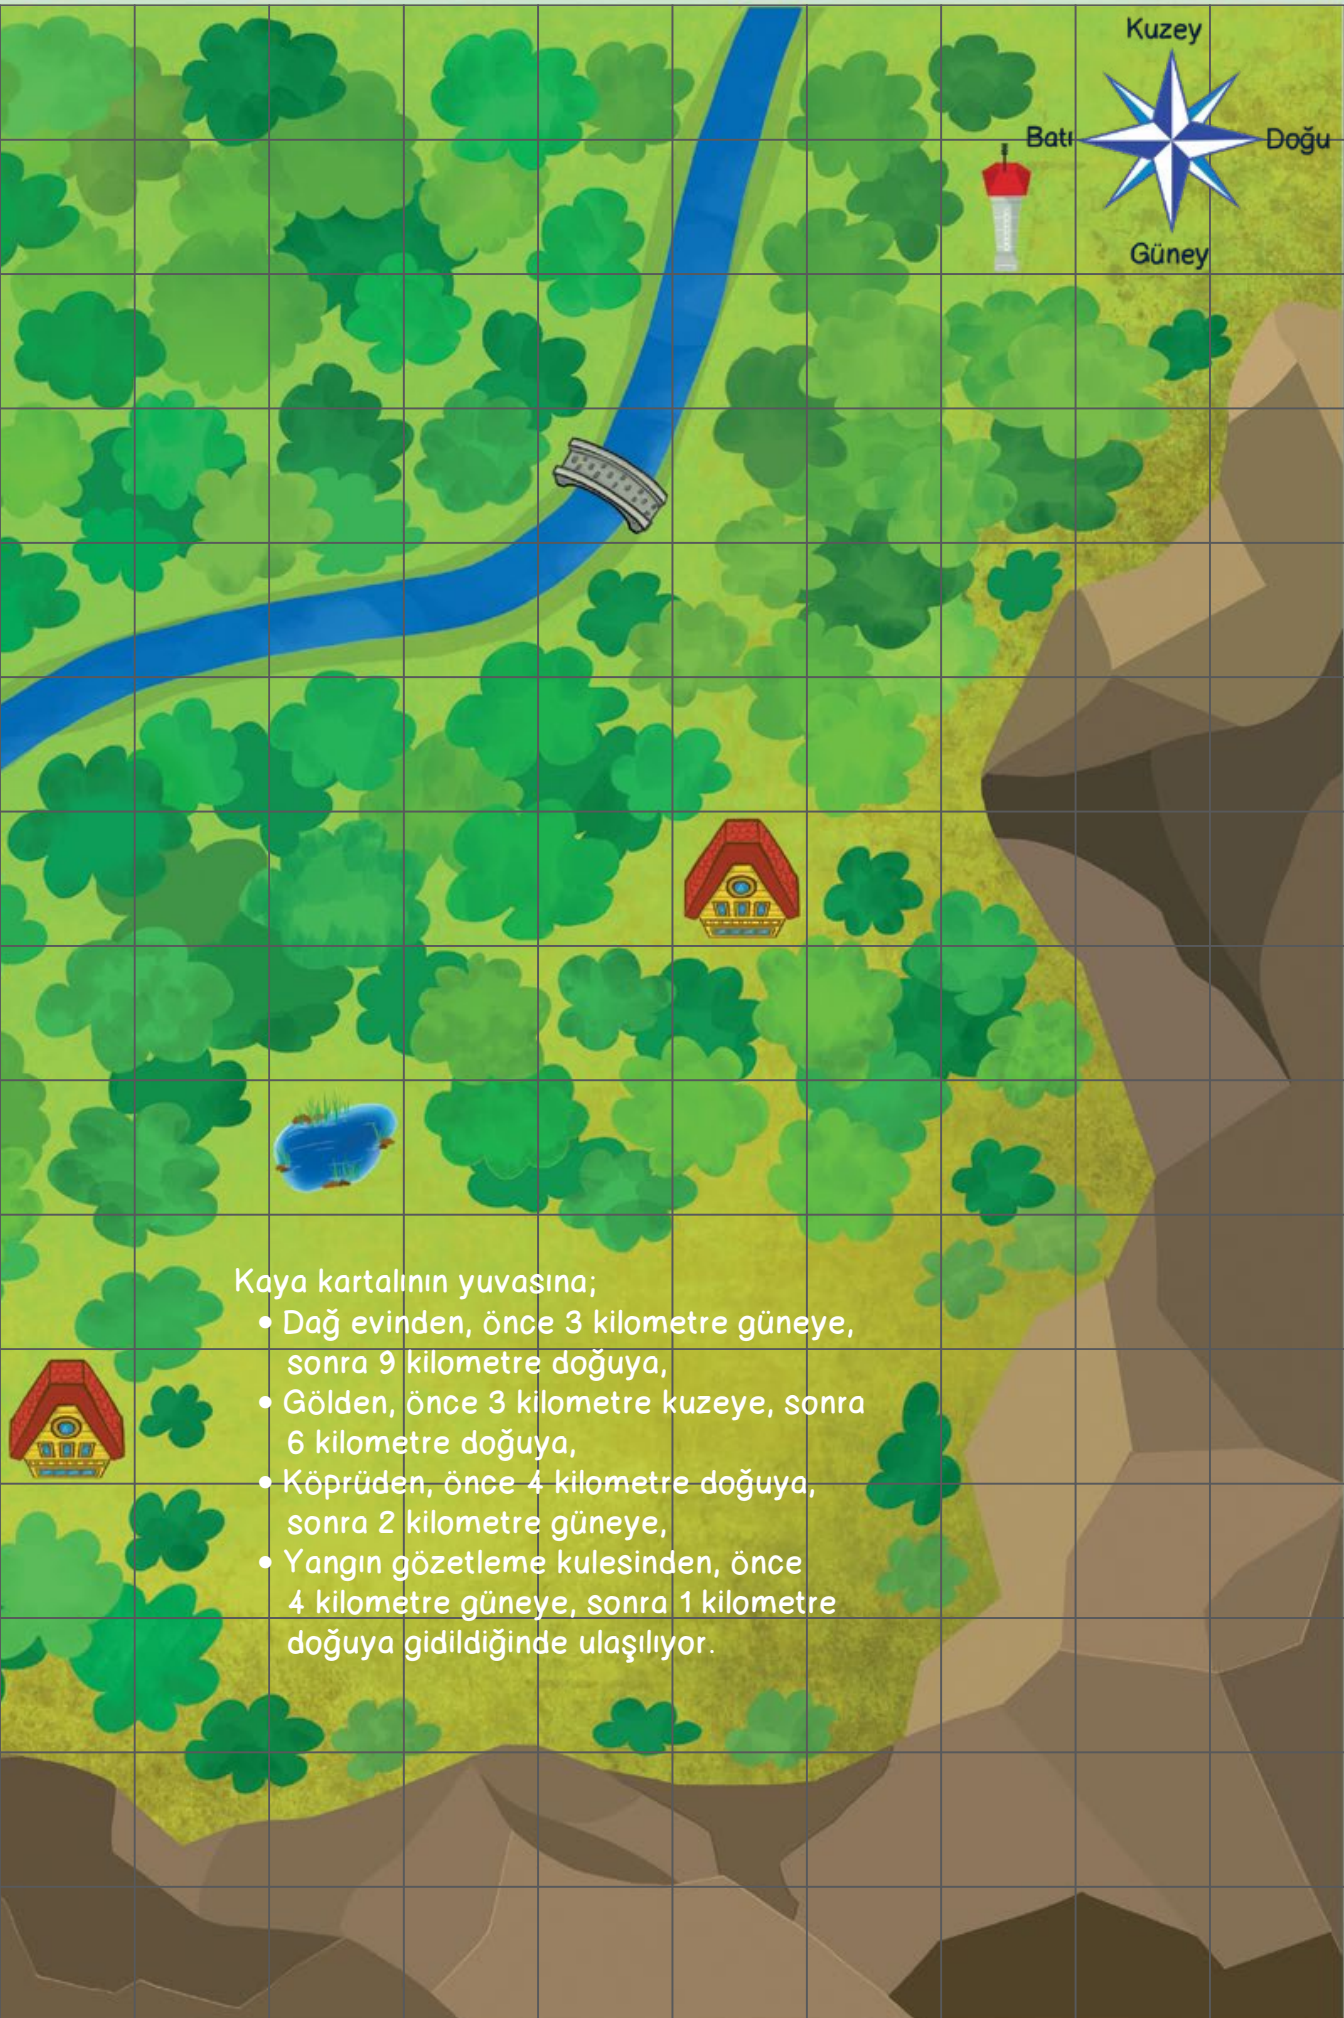 Kuzey
Batı
Doğu
Güney
Kaya kartalının yuvasına;
• Dağ evinden, önce 3 kilometre güneye,
sonra 9 kilometre doğuya,
• Gölden, önce 3 kilometre kuzeye, sonra
6 kilometre doğuya,
• Köprüden, önce 4 kilometre doğuya,
sonra 2 kilometre güneye,
• Yangın gözetleme kulesinden, önce
4 kilometre güneye, sonra 1 kilometre
doğuya gidildiğinde ulaşılıyor.